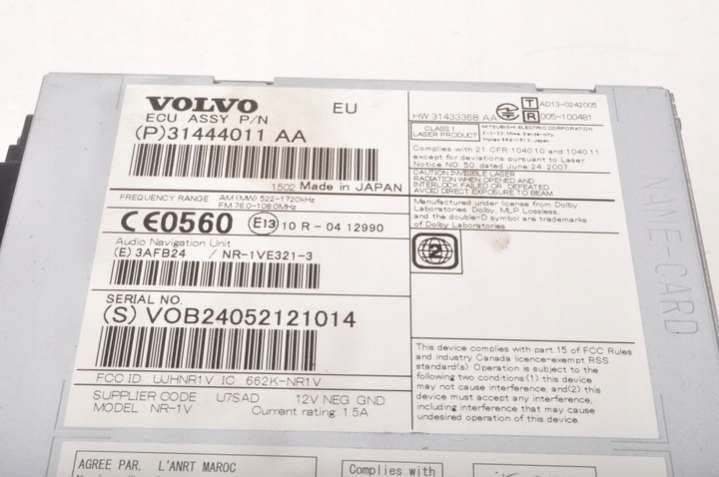 VOLVO EU
ECU ASSY P/N
(P)31444011 AA
1502 Made in JAPAN
FREQUENCY RANGE AM(MW) 522-1720kHz
FM 76.0-108.0MHz
CE0560 E13 10 R - 04 12990
Audio Navigation Unit
(E) 3AFB24 / NR-1VE321-3
SERIAL NO.
(S) VOB24052121014
FCC ID UJHNR1V IC 662K-NR1V
SUPPLIER CODE U7SAD 12V NEG GND
MODEL NR-1V Current rating: 1.5A
HW 31433368 AA
T AD13-0242005
R 005-100481
CLASS 1
LASER PRODUCT
MITSUBISHI ELECTRIC CORPORATION
Complies with 21 CFR 1040.10 and 1040.11
except for deviations pursuant to Laser
Notice NO. 50, dated June 24, 2007.
CAUTION INVISIBLE LASER
RADIATION WHEN OPENED AND
INTERLOCK FAILED OR DEFEATED
AVOID DIRECT EXPOSURE TO BEAM
Manufactured under license from Dolby
Laboratories. Dolby, MLP Lossless,
and the double-D symbol are trademarks
of Dolby Laboratories
2
This device complies with part 15 of FCC Rules
and industry Canada licence-exempt RSS
standard(s). Operation is subject to the
following two conditions:(1) this device
may not cause interference, and(2) this
device must accept any interference,
including interference that may cause
undesired operation of this device.
NAME-CARD
AGREE PAR. L'ANRT MAROC
Complies with